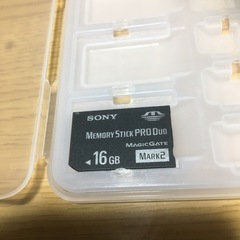 SONY
MEMORY STICK PRO DUO
MAGICGATE
◄16GB
MARK2